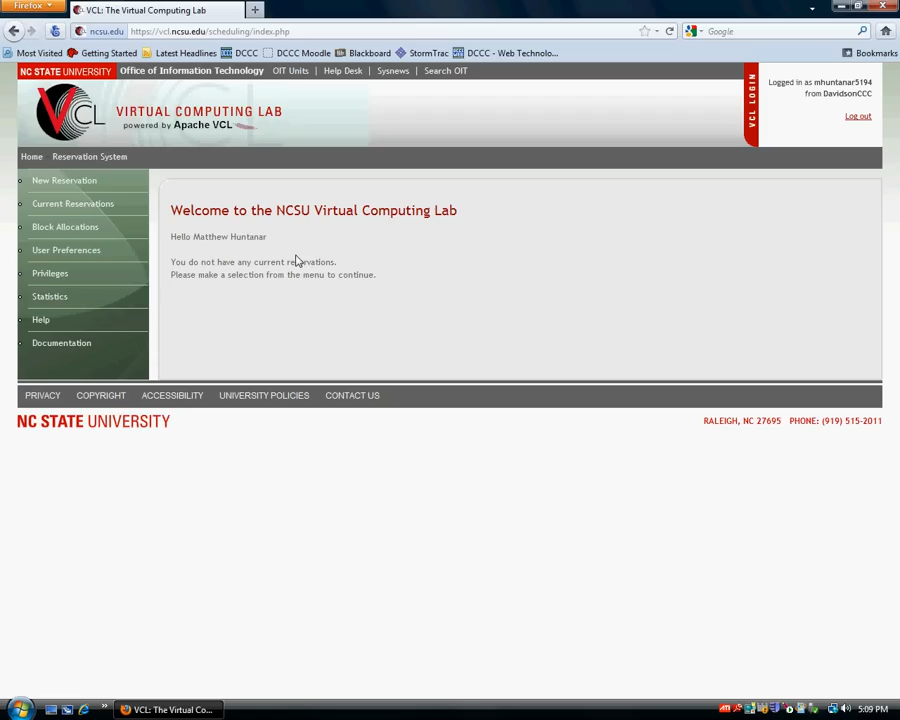 Firefox
VCL: The Virtual Computing Lab
ncsu.edu https://vcl.ncsu.edu/scheduling/index.php
Google
Most Visited Getting Started Latest Headlines DCCC DCCC Moodle Blackboard StormTrac DCCC - Web Technolo... Bookmarks
NC STATE UNIVERSITY Office of Information Technology OIT Units Help Desk Sysnews Search OIT
VCL LOGIN
Logged in as mhuntanar5194
from DavidsonCCC
Log out
VCL
VIRTUAL COMPUTING LAB
powered by Apache VCL
Home Reservation System
New Reservation
Current Reservations
Block Allocations
User Preferences
Privileges
Statistics
Help
Documentation
Welcome to the NCSU Virtual Computing Lab
Hello Matthew Huntanar
You do not have any current reservations.
Please make a selection from the menu to continue.
PRIVACY COPYRIGHT ACCESSIBILITY UNIVERSITY POLICIES CONTACT US
NC STATE UNIVERSITY
RALEIGH, NC 27695 PHONE: (919) 515-2011
VCL: The Virtual Co...
5:09 PM